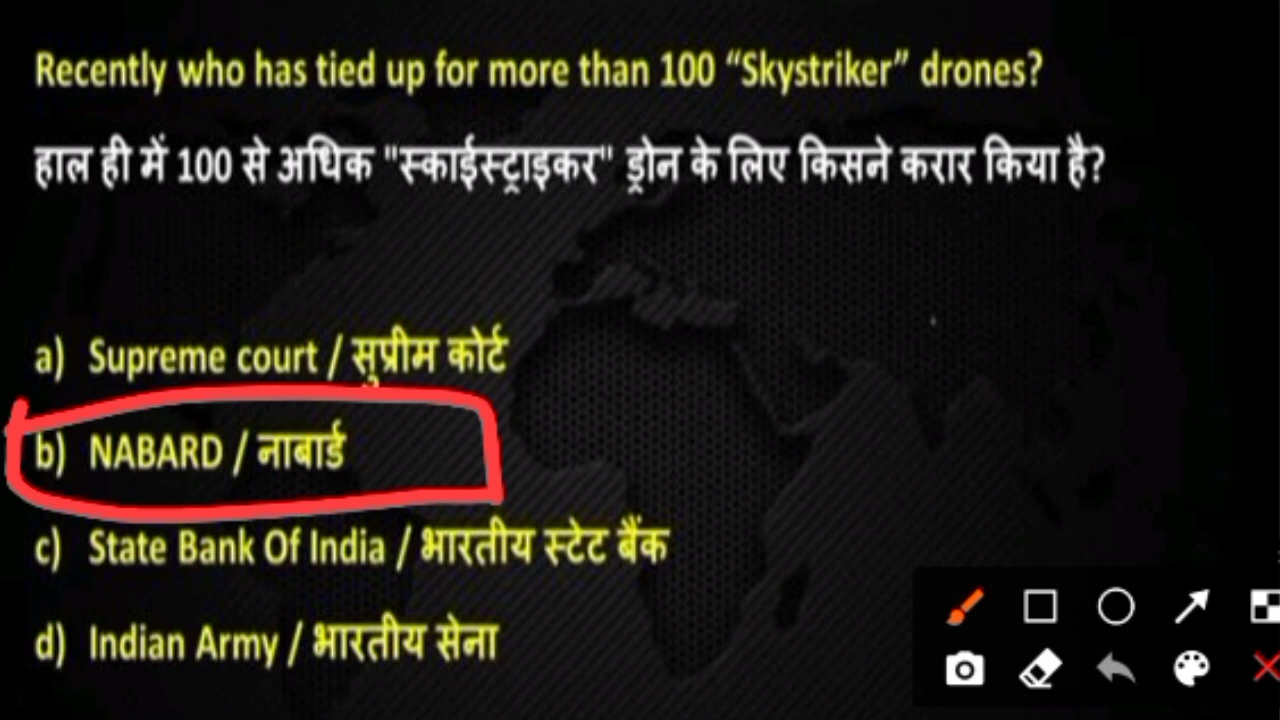 Recently who has tied up for more than 100 “Skystriker” drones?
हाल ही में 100 से अधिक "स्काईस्ट्राइकर" ड्रोन के लिए किसने करार किया है?
a) Supreme court / सुप्रीम कोर्ट
b) NABARD / नाबार्ड
c) State Bank Of India / भारतीय स्टेट बैंक
d) Indian Army / भारतीय सेना